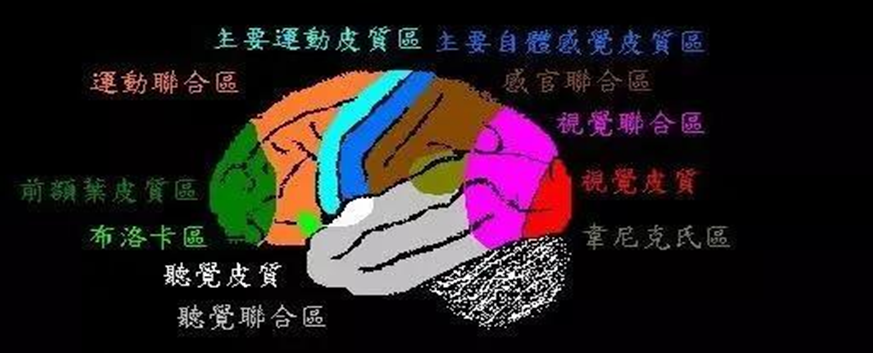 主要運動皮質區
主要自體感覺皮質區
運動聯合區
感官聯合區
視覺聯合區
前額葉皮質區
視覺皮質
布洛卡區
韋尼克氏區
聽覺皮質
聽覺聯合區